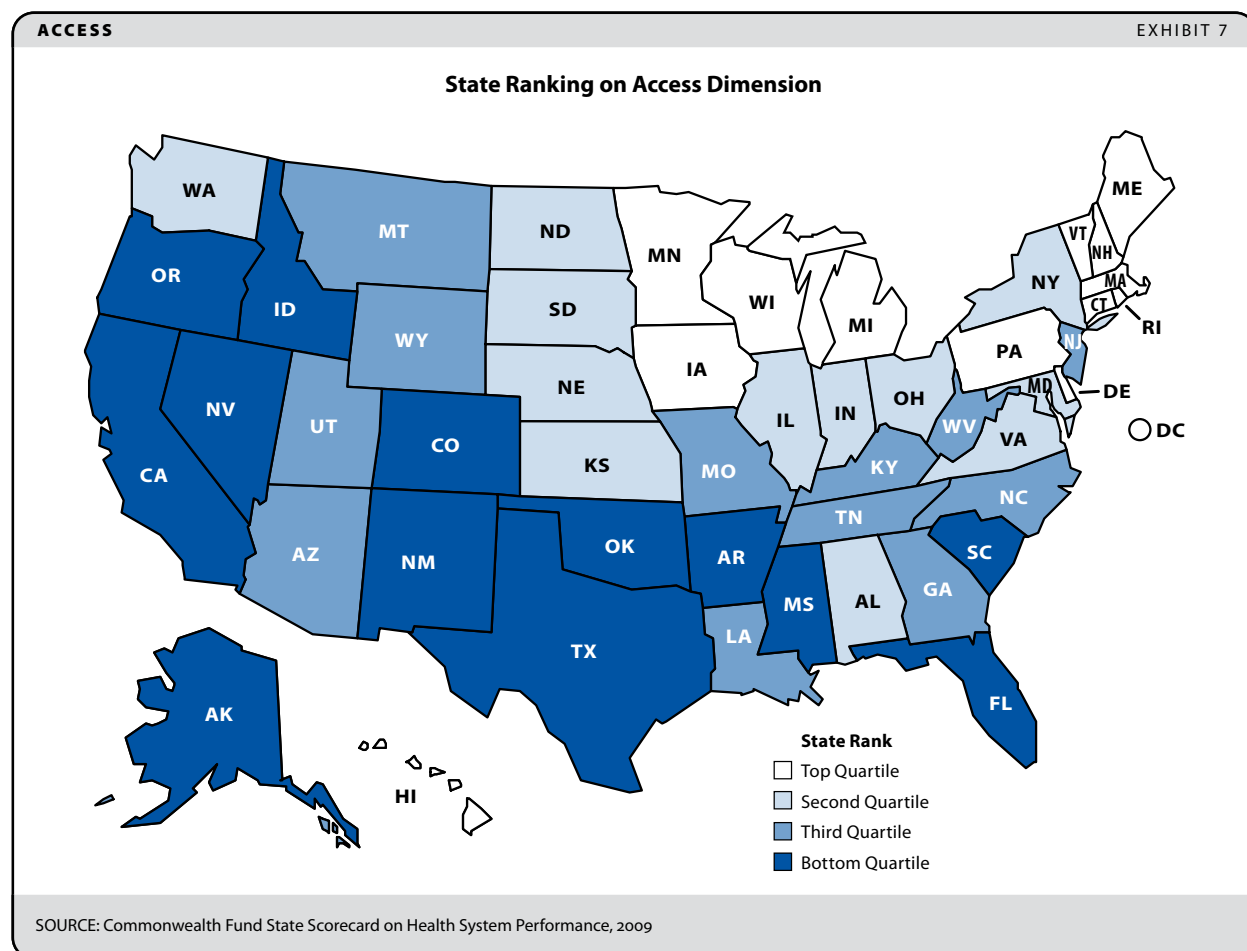 ACCESS
EXHIBIT 7
State Ranking on Access Dimension
ME
WA
MT
ND
VT
MN
NH
OR
NY
MA
WI
ID
SD
CT
MI
RI
WY
NJ
PA
IA
NE
DE
MD
OH
NV
IL
IN
UT
DC
WV
CO
VA
KS
CA
MO
KY
NC
TN
AZ
OK
SC
NM
AR
GA
MS
AL
LA
TX
FL
AK
HI
State Rank
Top Quartile
Second Quartile
Third Quartile
Bottom Quartile
SOURCE: Commonwealth Fund State Scorecard on Health System Performance, 2009